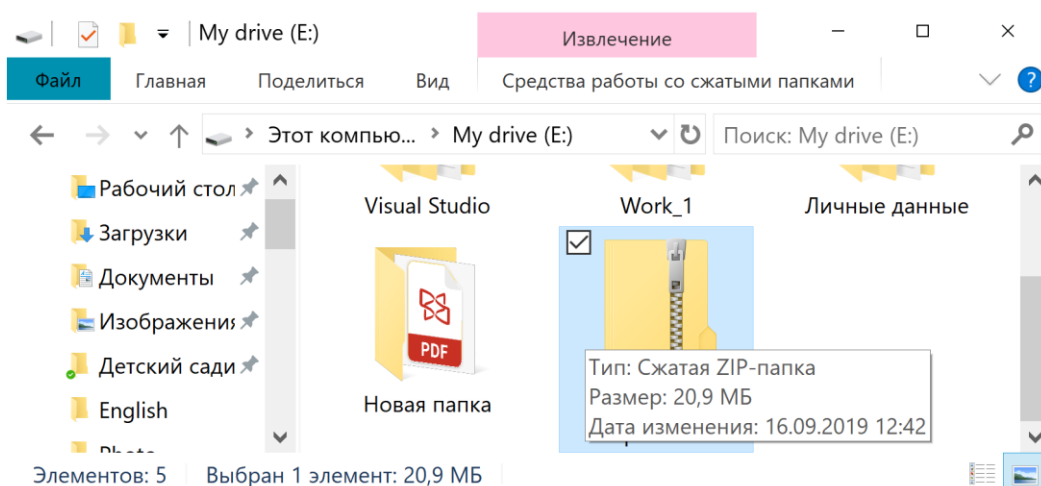 My drive (E:)
Извлечение
Файл
Главная
Поделиться
Вид
Средства работы со сжатыми папками
Этот компью... > My drive (E:)
Поиск: My drive (E:)
Рабочий стол
Загрузки
Документы
Изображения
Детский сади
English
Visual Studio
Work_1
Личные данные
PDF
Новая папка
Тип: Сжатая ZIP-папка
Размер: 20,9 МБ
Дата изменения: 16.09.2019 12:42
Элементов: 5
Выбран 1 элемент: 20,9 МБ